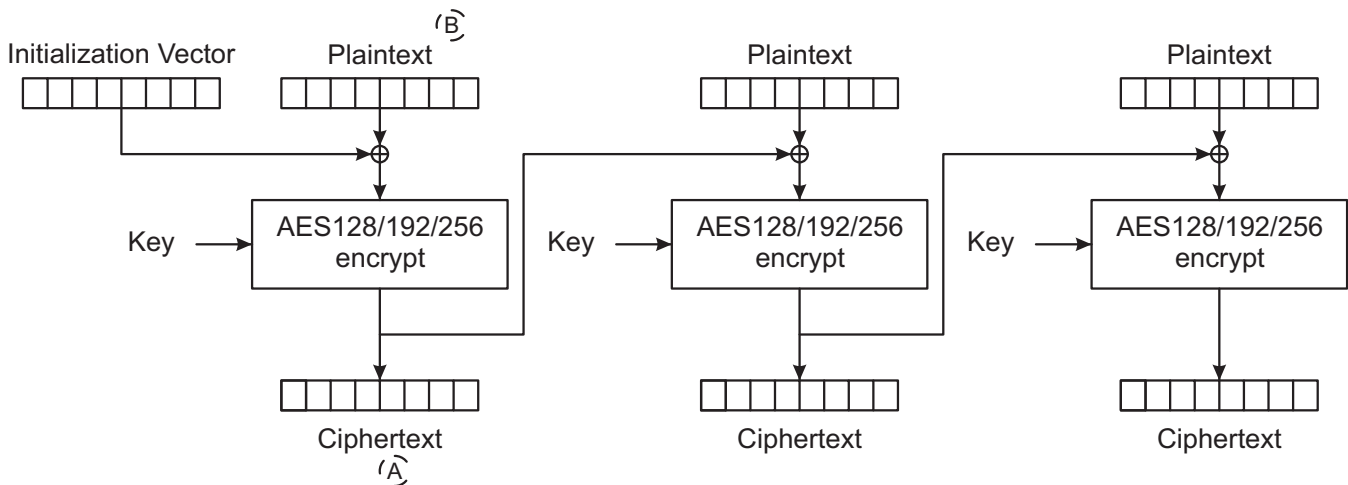 B
Initialization Vector
Plaintext
Plaintext
Plaintext
Key
AES128/192/256
encrypt
Key
AES128/192/256
encrypt
Key
AES128/192/256
encrypt
Ciphertext
Ciphertext
Ciphertext
A